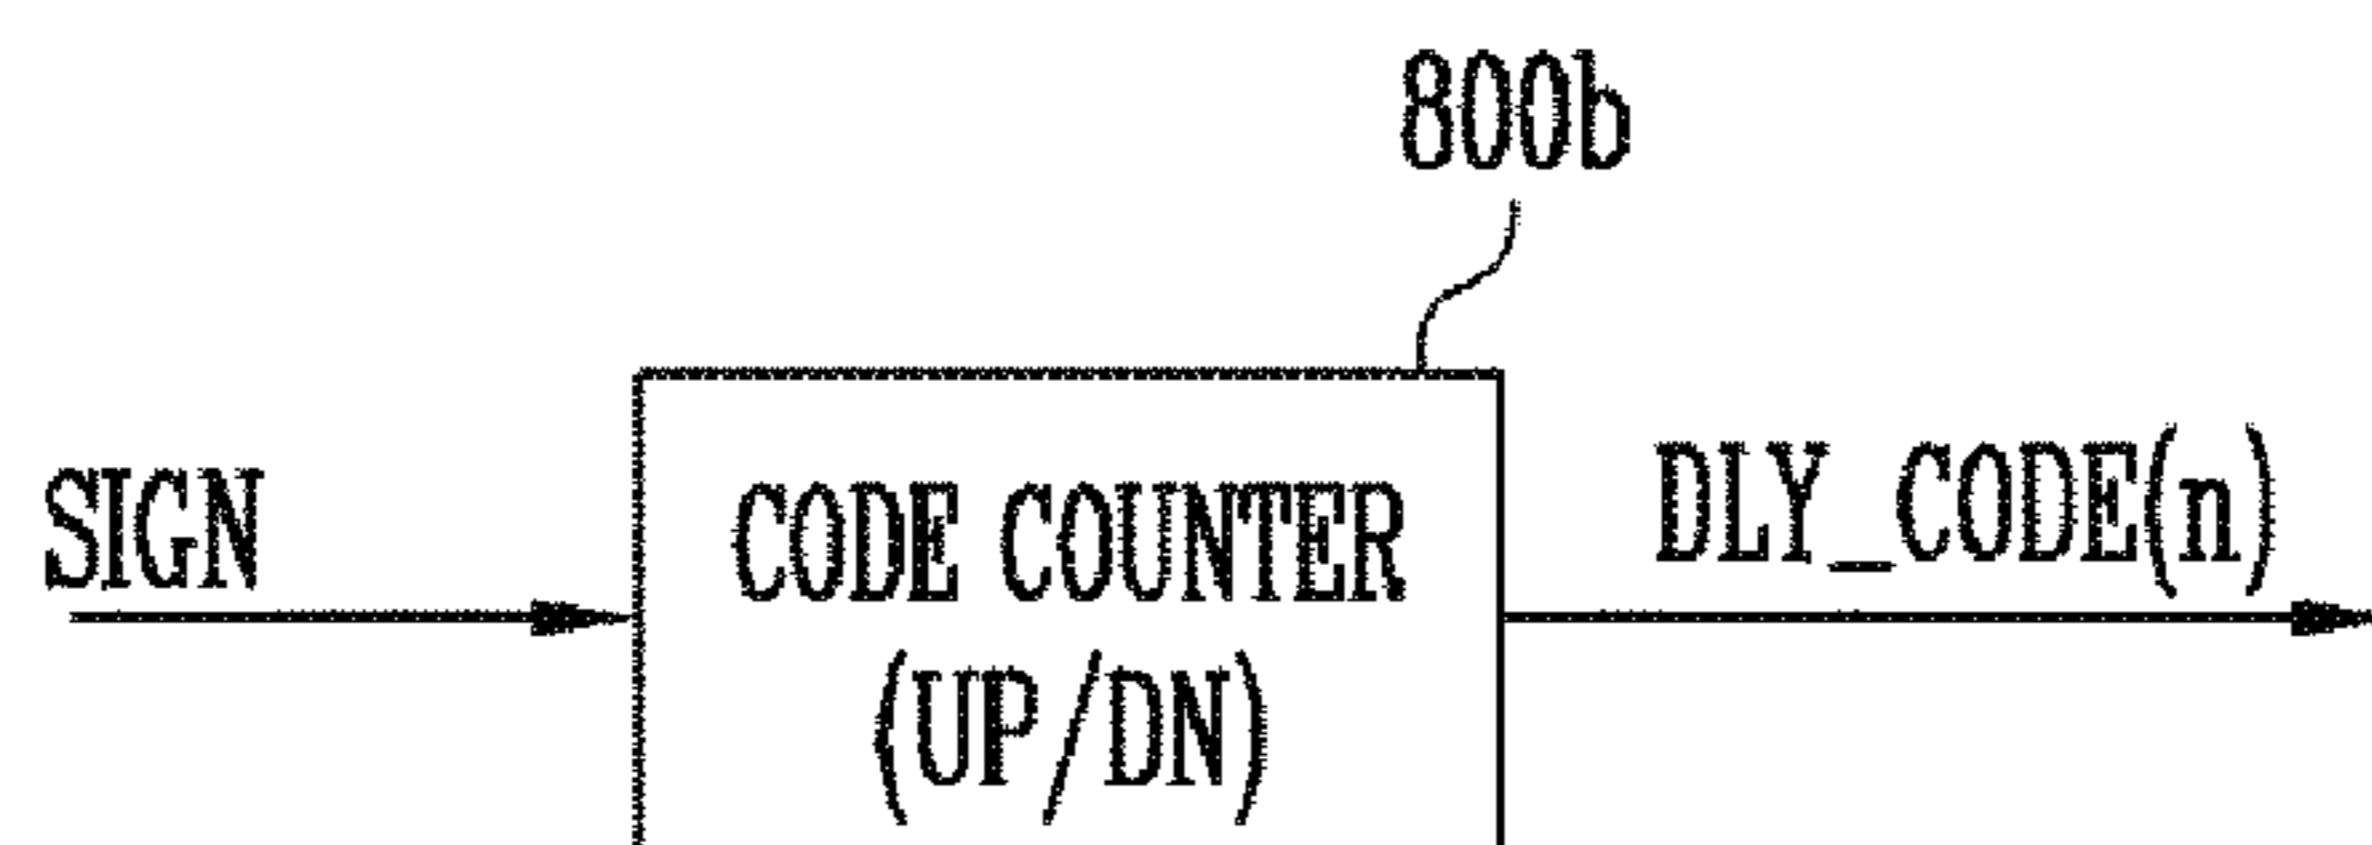 800b
SIGN
CODE COUNTER
(UP/DN)
DLY_CODE(n)